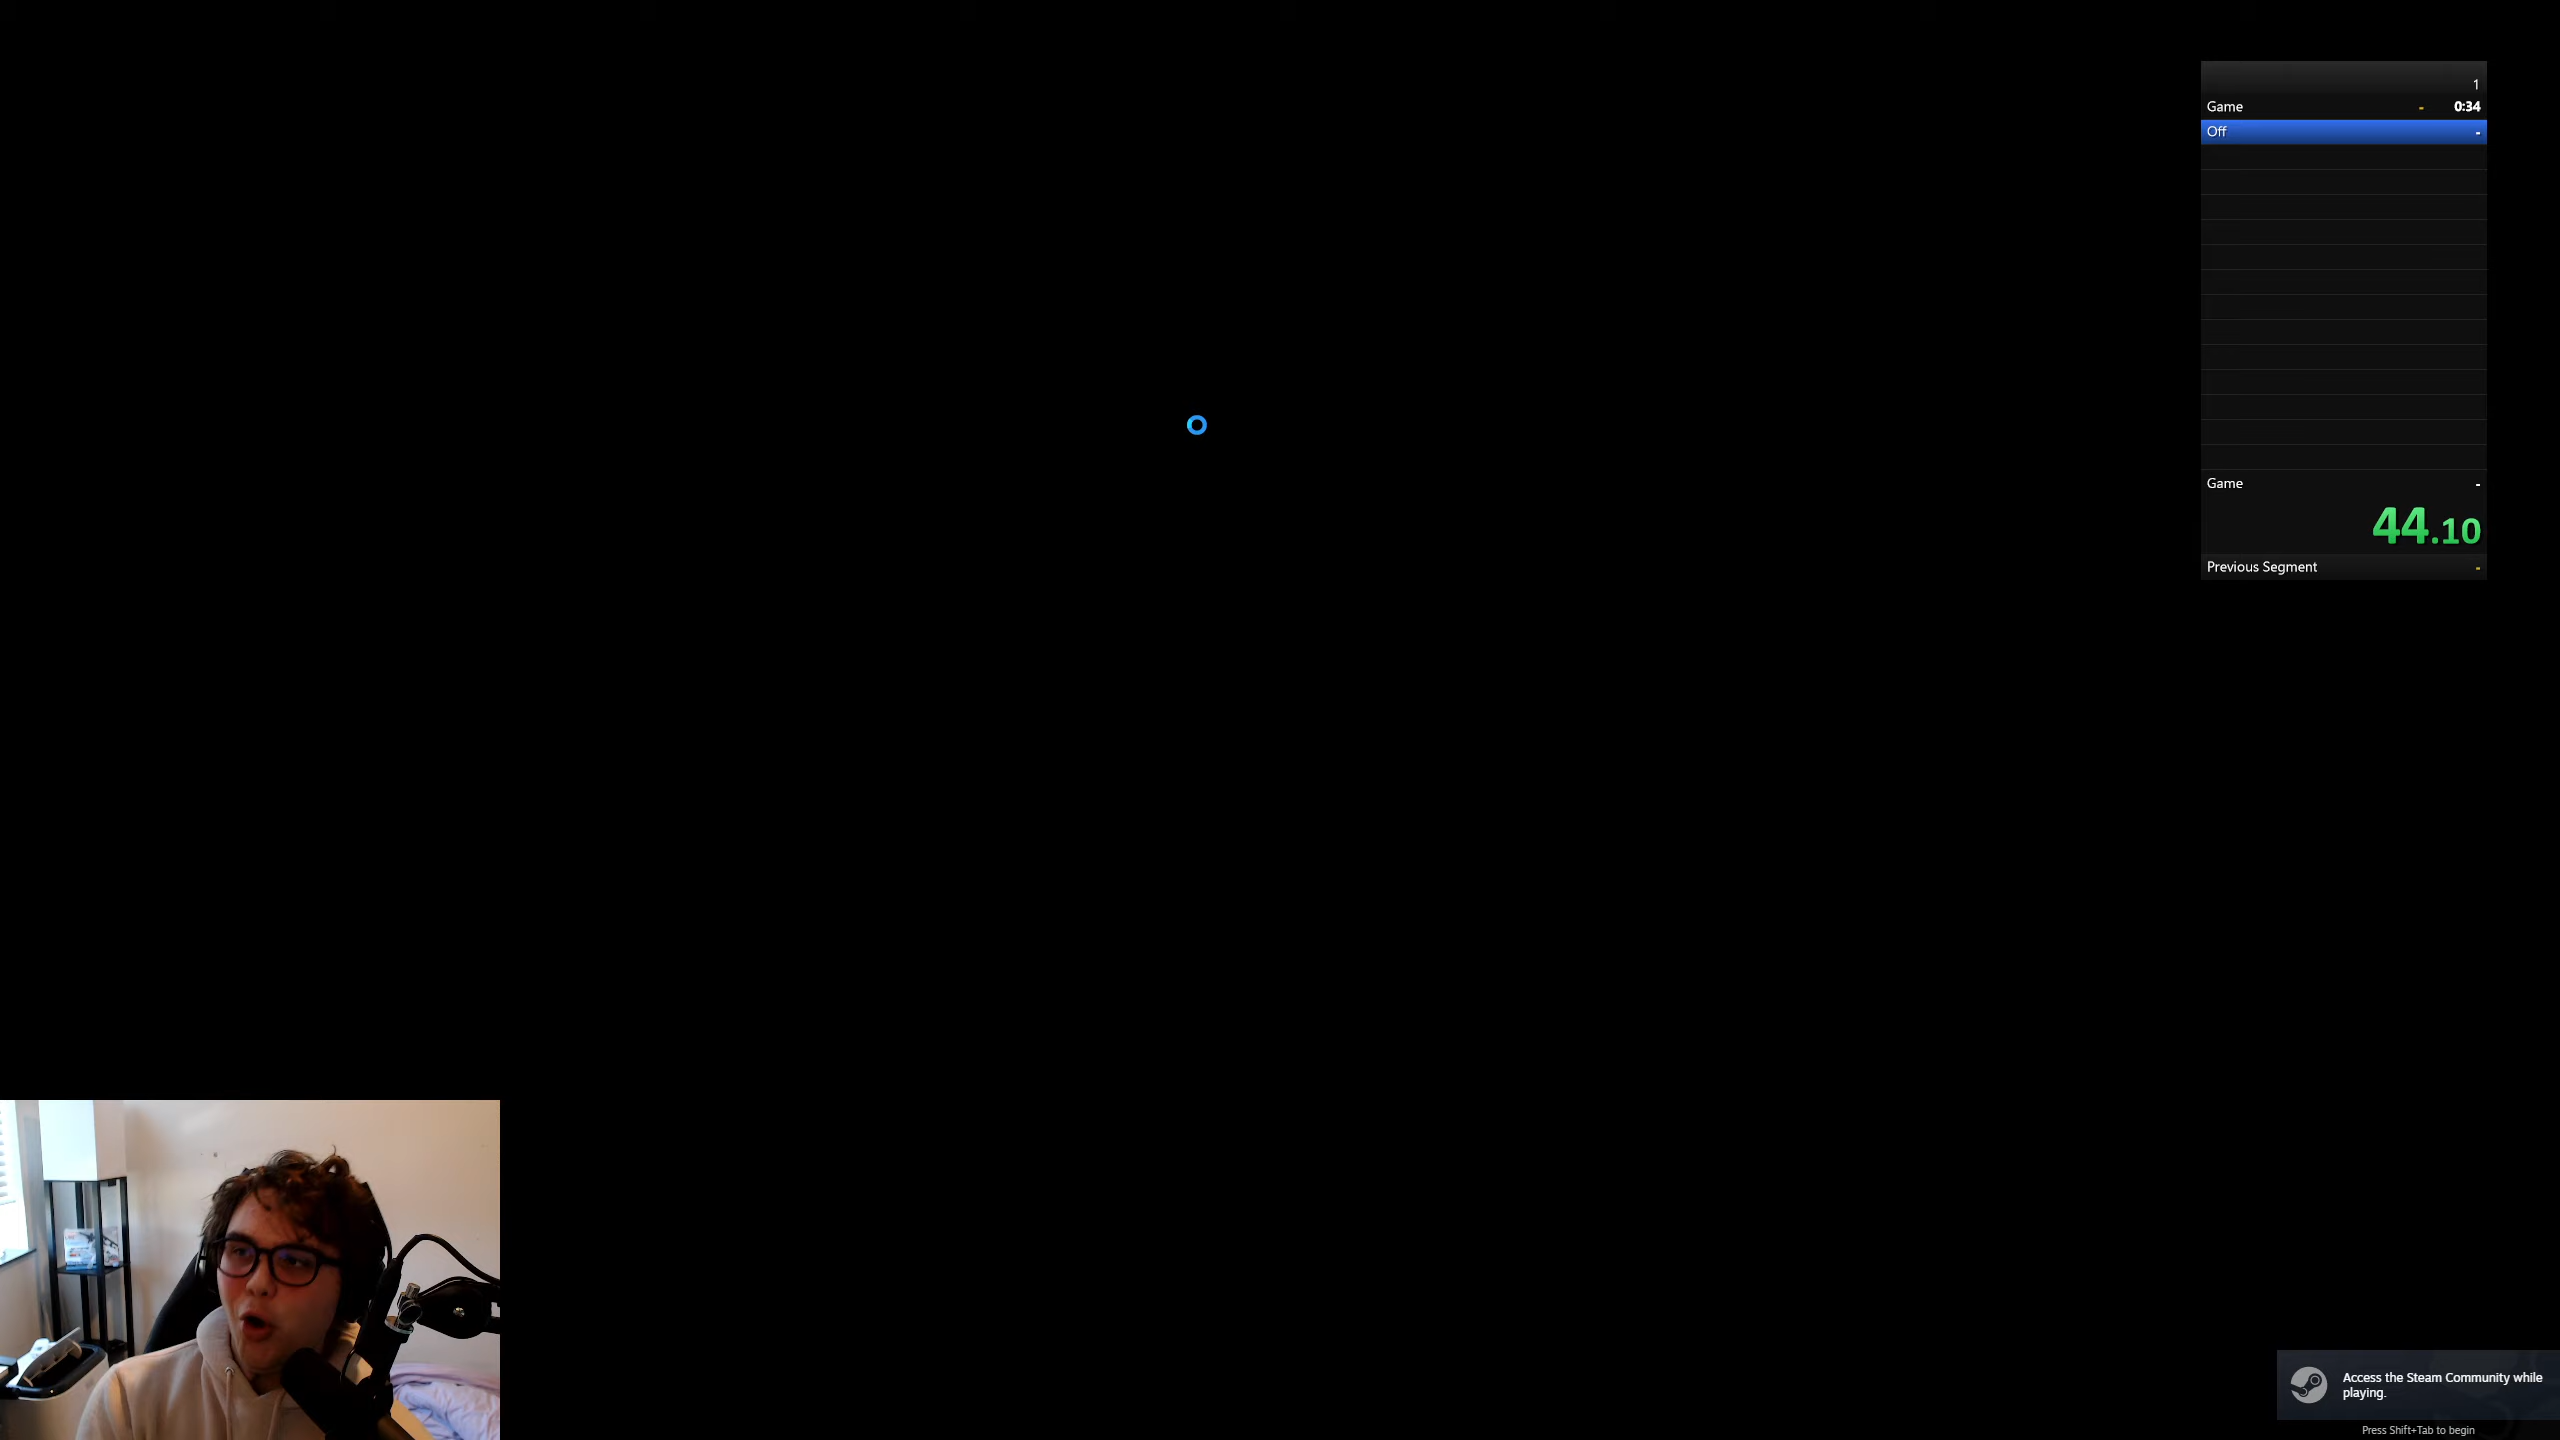 1
Game - 0:34
Off -
Game -
44.10
Previous Segment -
Access the Steam Community while
playing.
Press Shift+Tab to begin